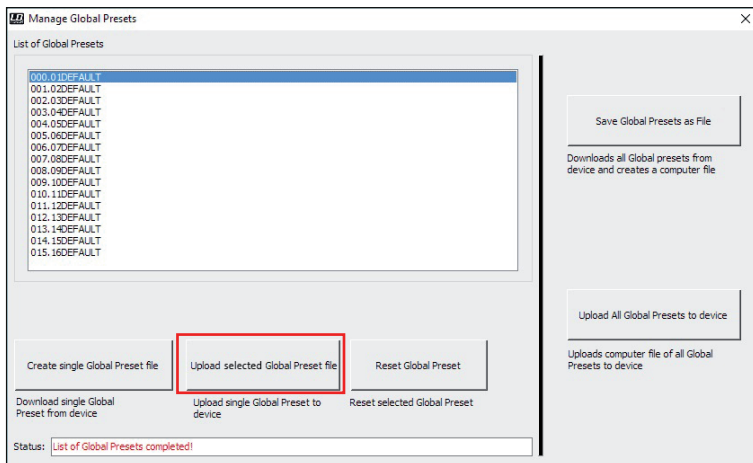 LD Manage Global Presets
List of Global Presets
000.01DEFAULT
001.02DEFAULT
002.03DEFAULT
003.04DEFAULT
004.05DEFAULT
005.06DEFAULT
006.07DEFAULT
007.08DEFAULT
008.09DEFAULT
009.10DEFAULT
010.11DEFAULT
011.12DEFAULT
012.13DEFAULT
013.14DEFAULT
014.15DEFAULT
015.16DEFAULT
Create single Global Preset file
Download single Global
Preset from device
Upload selected Global Preset file
Upload single Global Preset to
device
Reset Global Preset
Reset selected Global Preset
Status: List of Global Presets completed!
Save Global Presets as File
Downloads all Global presets from
device and creates a computer file
Upload All Global Presets to device
Uploads computer file of all Global
Presets to device